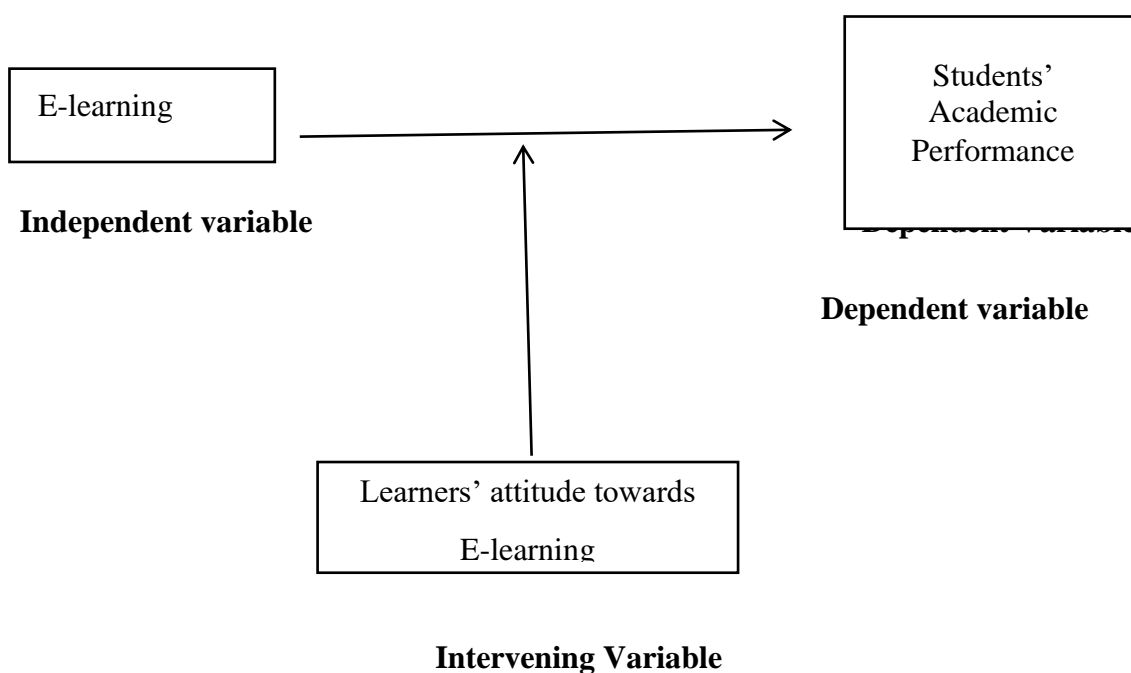 E-learning
Students’
Academic
Performance
Independent variable
Dependent variable
Learners’ attitude towards
E-learning
Intervening Variable